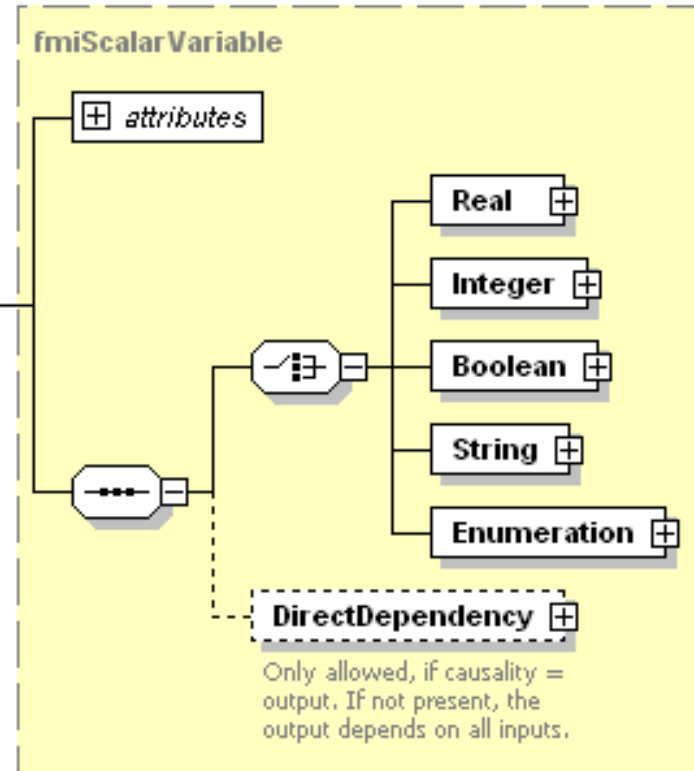 fmiScalarVariable
attributes
Real
Integer
Boolean
String
Enumeration
DirectDependency
Only allowed, if causality =
output. If not present, the
output depends on all inputs.